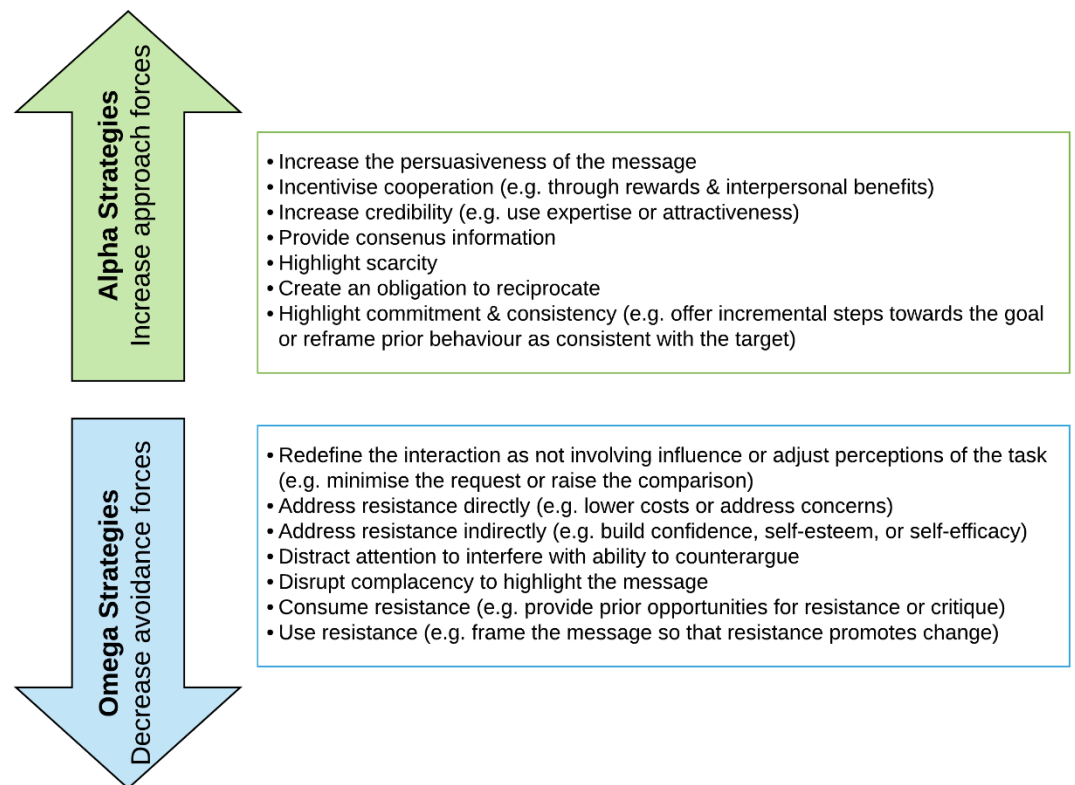 Alpha Strategies
Increase approach forces
• Increase the persuasiveness of the message
• Incentivise cooperation (e.g. through rewards & interpersonal benefits)
• Increase credibility (e.g. use expertise or attractiveness)
• Provide consenus information
• Highlight scarcity
• Create an obligation to reciprocate
• Highlight commitment & consistency (e.g. offer incremental steps towards the goal
or reframe prior behaviour as consistent with the target)
Omega Strategies
Decrease avoidance forces
• Redefine the interaction as not involving influence or adjust perceptions of the task
(e.g. minimise the request or raise the comparison)
• Address resistance directly (e.g. lower costs or address concerns)
• Address resistance indirectly (e.g. build confidence, self-esteem, or self-efficacy)
• Distract attention to interfere with ability to counterargue
• Disrupt complacency to highlight the message
• Consume resistance (e.g. provide prior opportunities for resistance or critique)
• Use resistance (e.g. frame the message so that resistance promotes change)